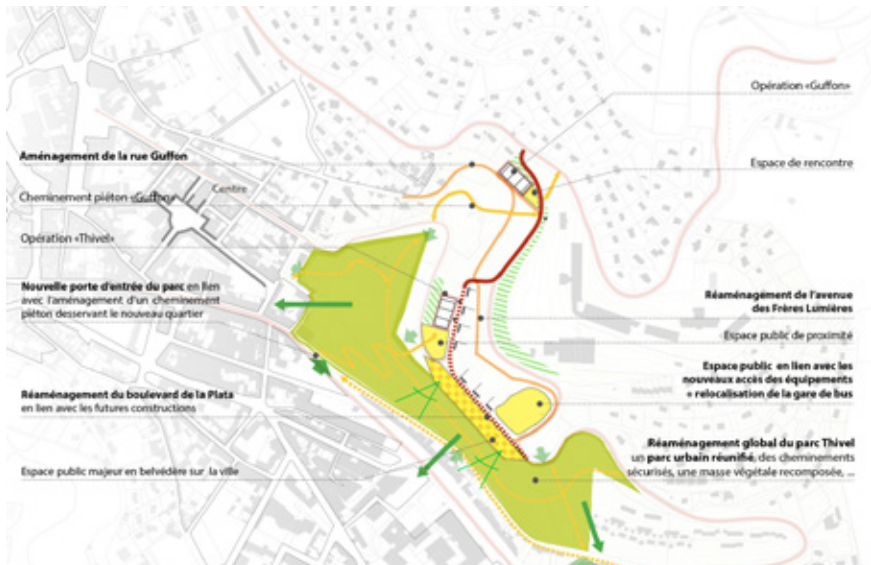 Opération «Guffon»
Aménagement de la rue Guffon
Espace de rencontre
Centre
Cheminement piéton «Guffon»
Opération «Thivel»
Nouvelle porte d'entrée du parc en lien
avec l'aménagement d'un cheminement
piéton desservant le nouveau quartier
Réaménagement de l'avenue
des Frères Lumières
Espace public de proximité
Espace public en lien avec les
nouveaux accès des équipements
+ relocalisation de la gare de bus
Réaménagement du boulevard de la Plata
en lien avec les futures constructions
Réaménagement global du parc Thivel
un parc urbain réunifié, des cheminements
sécurisés, une masse végétale recomposée, ...
Espace public majeur en belvédère sur la ville